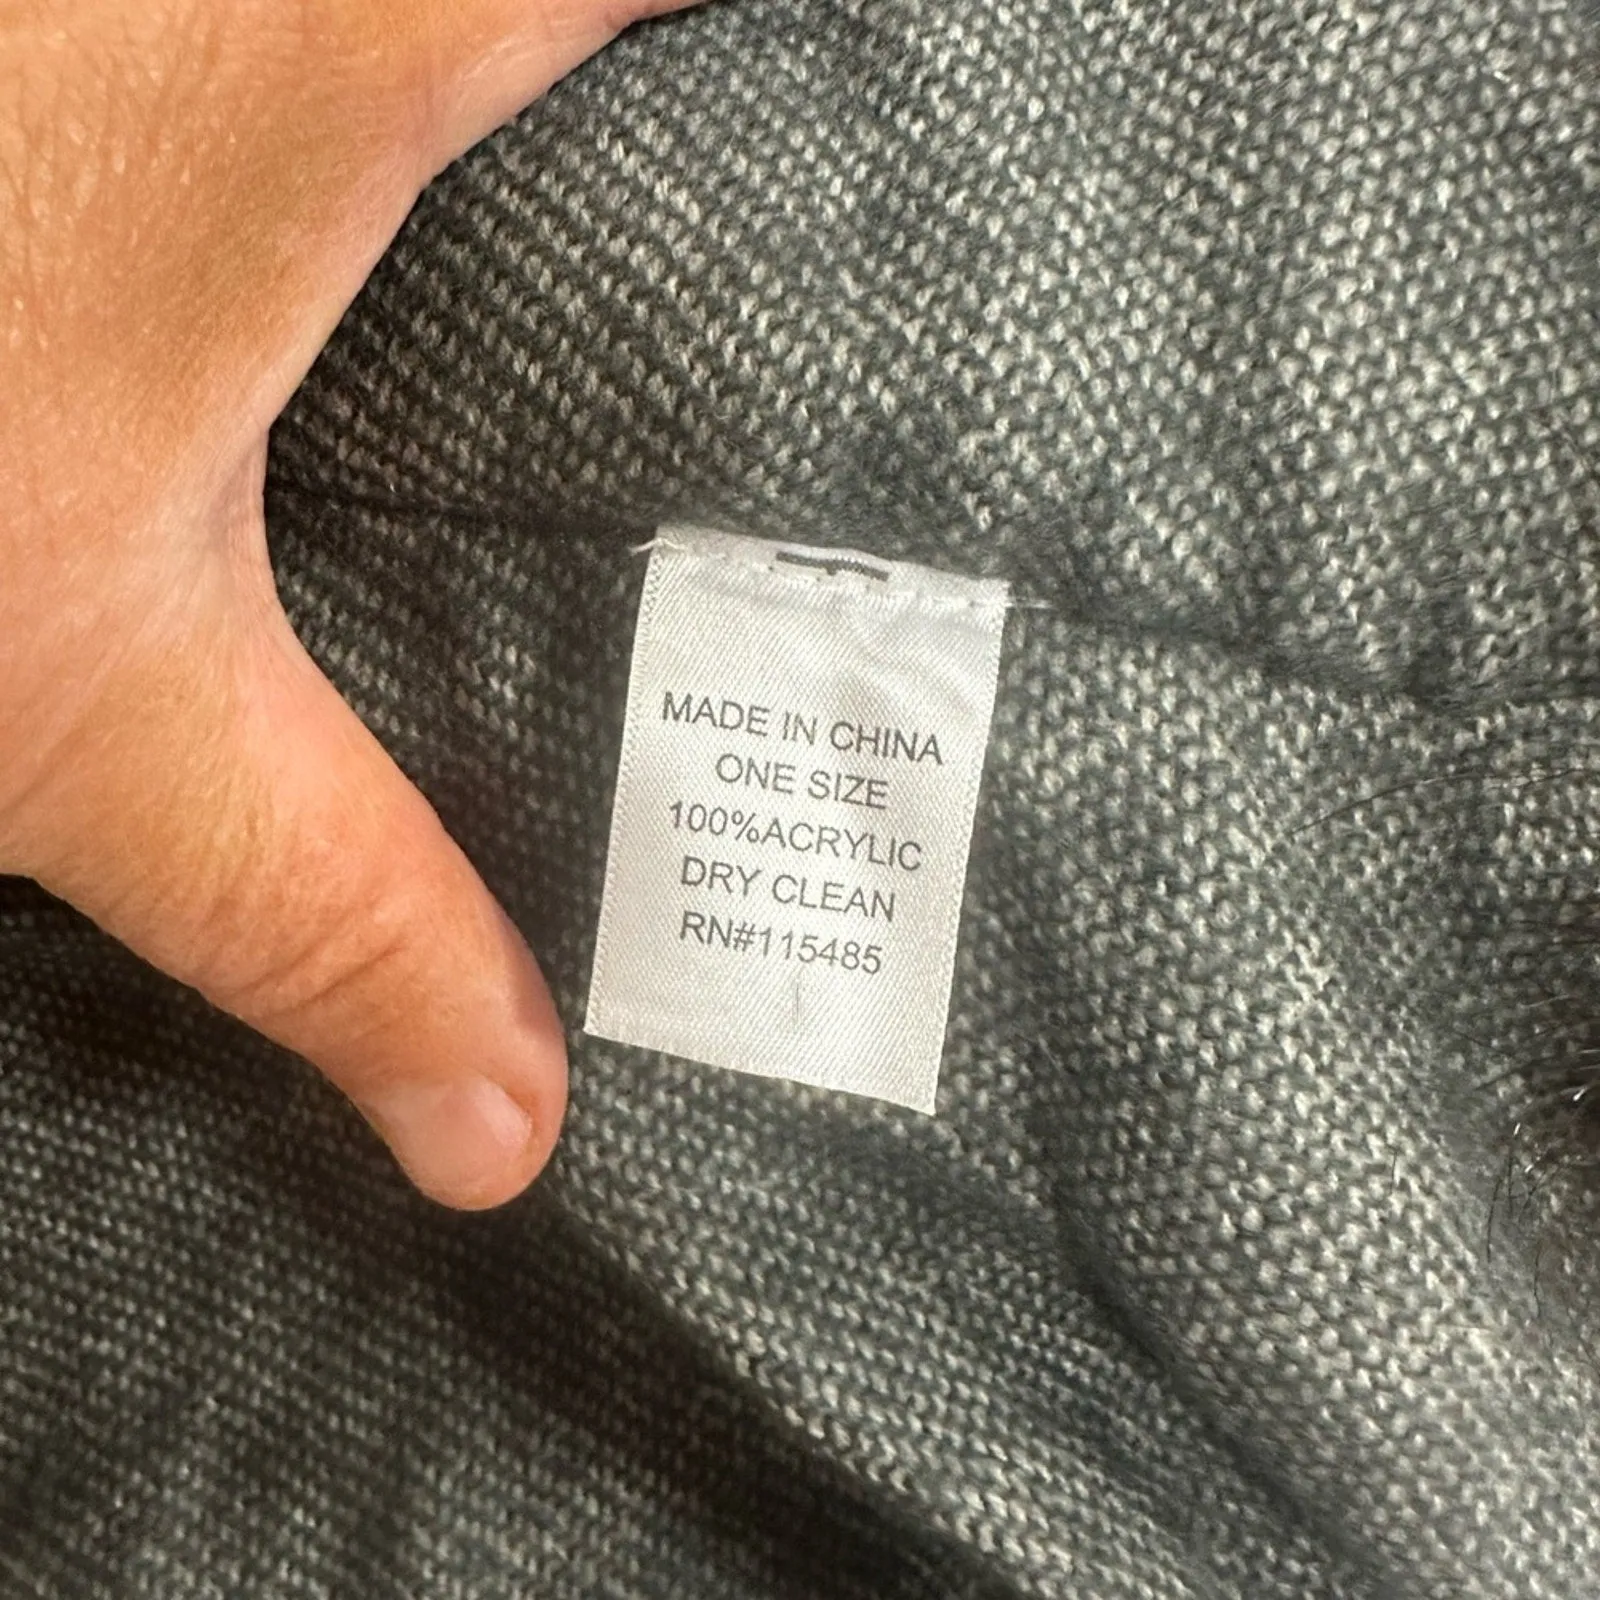 MADE IN CHINA
ONE SIZE
100%ACRYLIC
DRY CLEAN
RN#115485